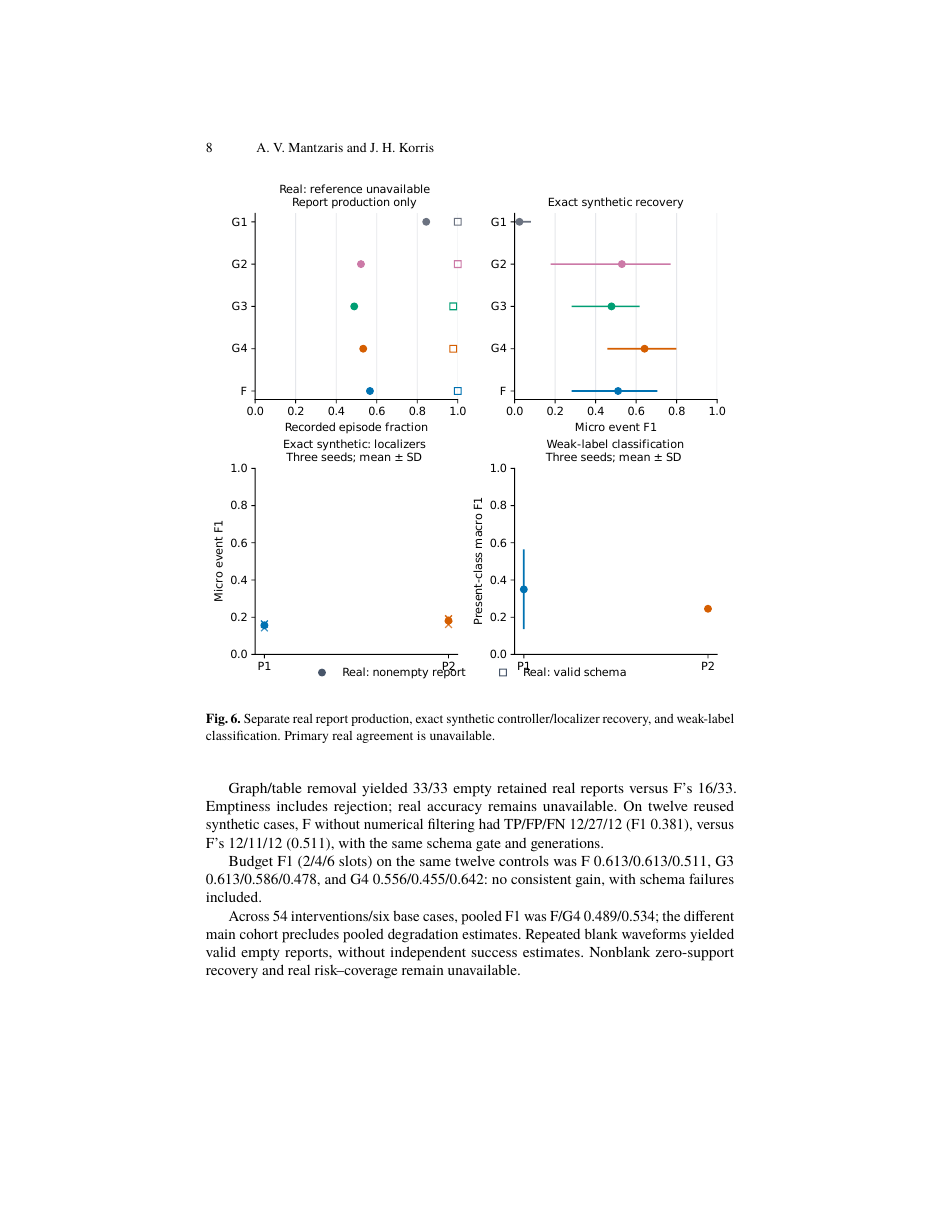 8 A. V. Mantzaris and J. H. Korris
Real: reference unavailable
Report production only
G1
G2
G3
G4
F
0.0 0.2 0.4 0.6 0.8 1.0
Recorded episode fraction
Exact synthetic recovery
G1
G2
G3
G4
F
0.0 0.2 0.4 0.6 0.8 1.0
Micro event F1
Exact synthetic: localizers
Three seeds; mean ± SD
Micro event F1
1.0
0.8
0.6
0.4
0.2
0.0
P1 P2
Weak-label classification
Three seeds; mean ± SD
Present-class macro F1
1.0
0.8
0.6
0.4
0.2
0.0
P1 P2
Real: nonempty report Real: valid schema
Fig. 6. Separate real report production, exact synthetic controller/localizer recovery, and weak-label
classification. Primary real agreement is unavailable.
Graph/table removal yielded 33/33 empty retained real reports versus F's 16/33.
Emptiness includes rejection; real accuracy remains unavailable. On twelve reused
synthetic cases, F without numerical filtering had TP/FP/FN 12/27/12 (F1 0.381), versus
F's 12/11/12 (0.511), with the same schema gate and generations.
Budget F1 (2/4/6 slots) on the same twelve controls was F 0.613/0.613/0.511, G3
0.613/0.586/0.478, and G4 0.556/0.455/0.642: no consistent gain, with schema failures
included.
Across 54 interventions/six base cases, pooled F1 was F/G4 0.489/0.534; the different
main cohort precludes pooled degradation estimates. Repeated blank waveforms yielded
valid empty reports, without independent success estimates. Nonblank zero-support
recovery and real risk–coverage remain unavailable.